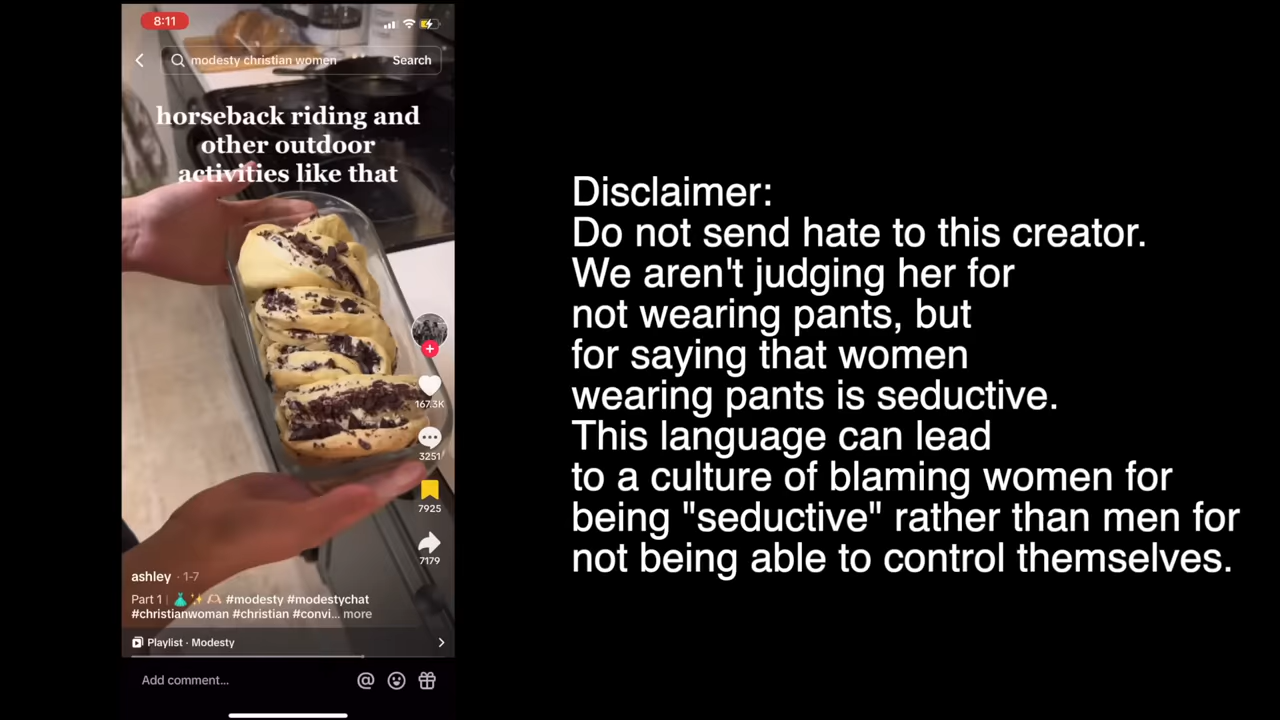 8:11
modesty christian women
Search
horseback riding and
other outdoor
activities like that
167.3K
3251
7925
7179
ashley · 1-7
Part 1 | 👗✨🫶🏻 #modesty #modestychat
#christianwoman #christian #convi... more
Playlist · Modesty
Add comment...
Disclaimer:
Do not send hate to this creator.
We aren't judging her for
not wearing pants, but
for saying that women
wearing pants is seductive.
This language can lead
to a culture of blaming women for
being "seductive" rather than men for
not being able to control themselves.